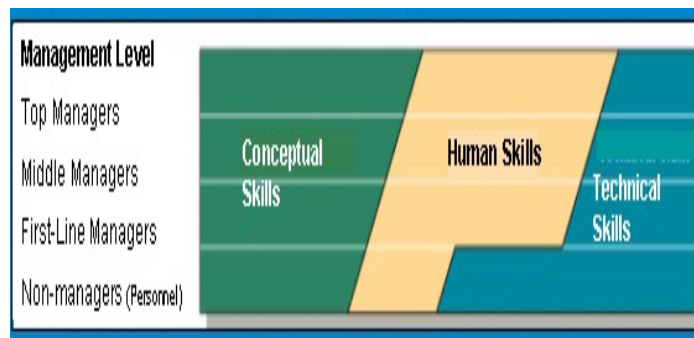 Management Level
Top Managers
Middle Managers
First-Line Managers
Non-managers (Personnel)
Conceptual
Skills
Human Skills
Technical
Skills